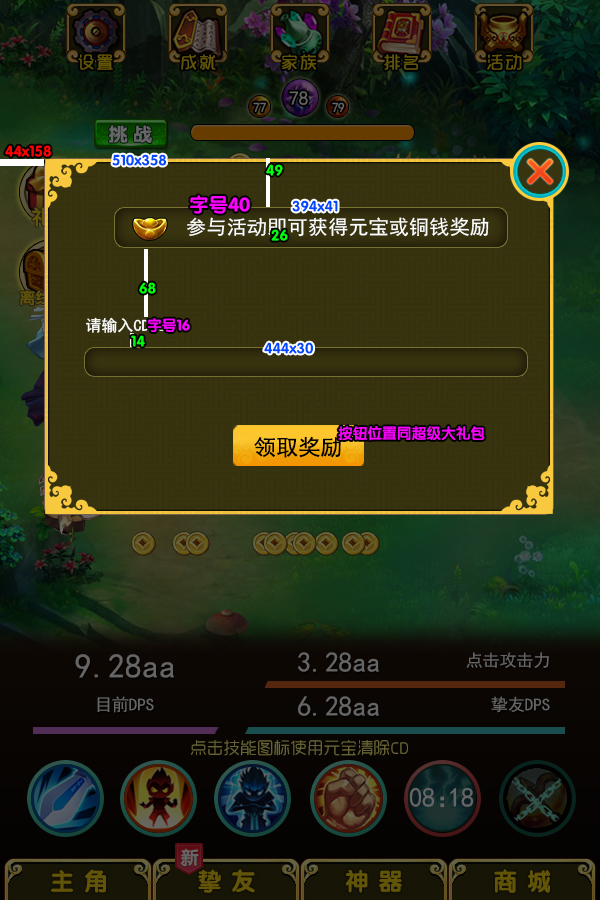 设置 成就 家族 排名 活动
77 78 79
挑战
44x158
510x358
49
字号40
394x41
参与活动即可获得元宝或铜钱奖励
26
68
请输入CD
字号16
14
444x30
领取奖励
按钮位置同超级大礼包
9.28aa 3.28aa 点击攻击力
目前DPS 6.28aa 挚友DPS
点击技能图标使用元宝清除CD
08:18
新
主角 挚友 神器 商城